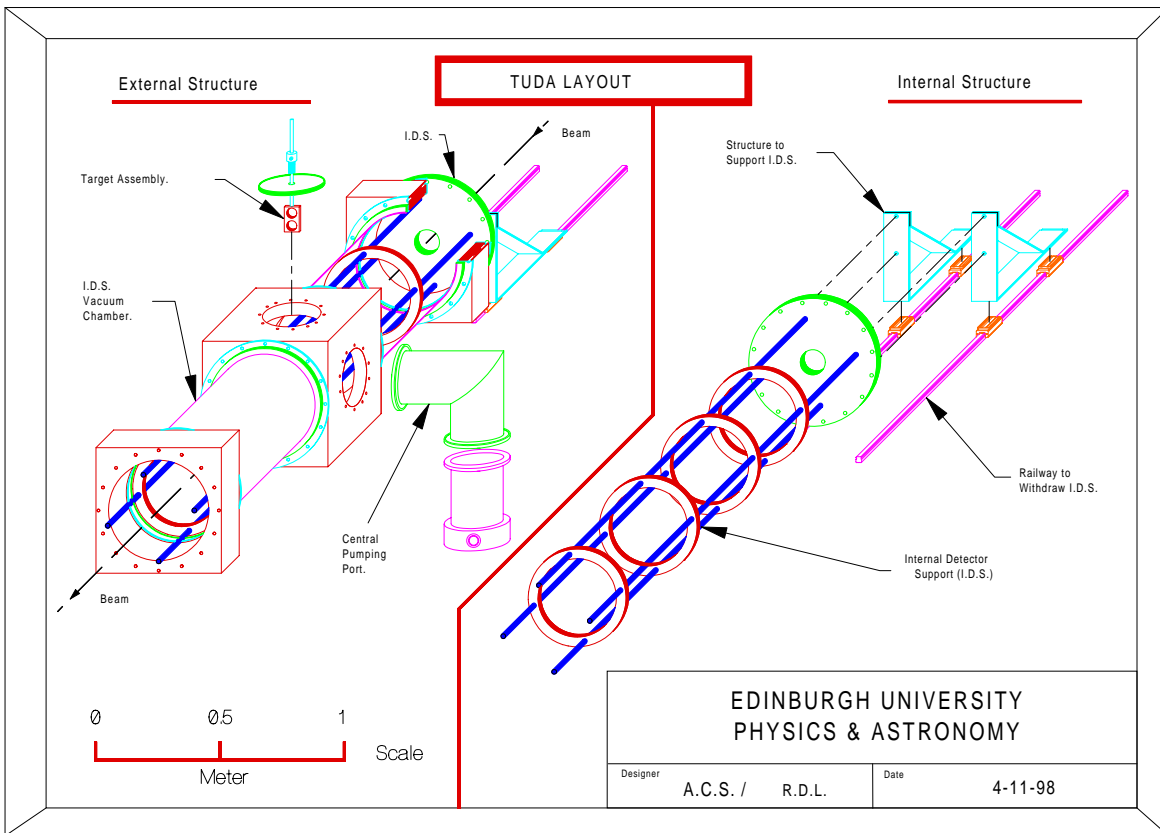 TUDA LAYOUT
External Structure
Internal Structure
I.D.S.
Beam
Target Assembly.
I.D.S.
Vacuum
Chamber.
Central
Pumping
Port.
Beam
Structure to
Support I.D.S.
Railway to
Withdraw I.D.S.
Internal Detector
Support (I.D.S.)
0 0.5 1
Scale
Meter
EDINBURGH UNIVERSITY
PHYSICS & ASTRONOMY
Designer
A.C.S. / R.D.L.
Date
4-11-98